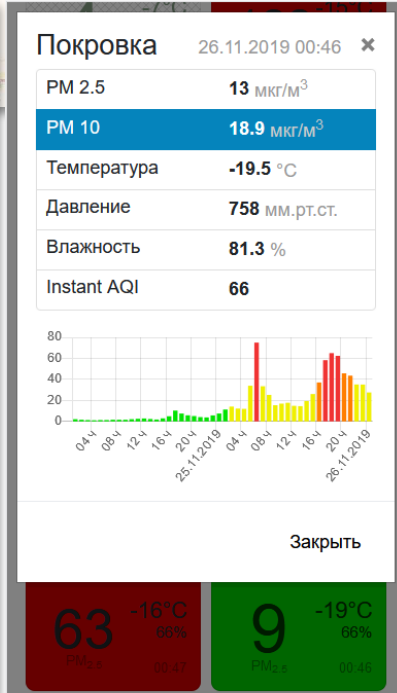 -7°C
-15°C
Покровка 26.11.2019 00:46 ×
PM 2.5 13 мкг/м³
PM 10 18.9 мкг/м³
Температура -19.5 °C
Давление 758 мм.рт.ст.
Влажность 81.3 %
Instant AQI 66
80
60
40
20
0
04 ч 08 ч 12 ч 16 ч 20 ч 25.11.2019 04 ч 08 ч 12 ч 16 ч 20 ч 26.11.2019
Закрыть
63 -16°C 9 -19°C
66% 66%
PM2.5 00:47 PM2.5 00:46